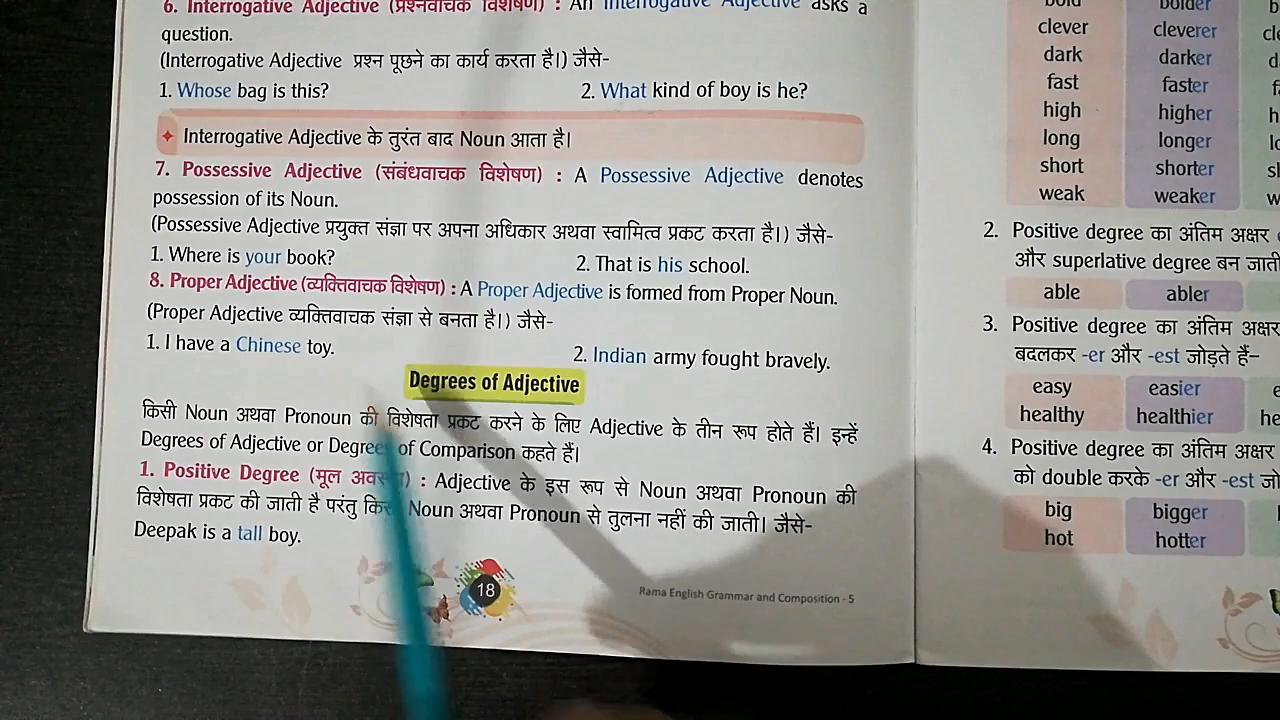 6. Interrogative Adjective (प्रश्नवाचक विशेषण) : An Interrogative Adjective asks a
question.
(Interrogative Adjective प्रश्न पूछने का कार्य करता है।) जैसे-
1. Whose bag is this? 2. What kind of boy is he?
Interrogative Adjective के तुरंत बाद Noun आता है।
7. Possessive Adjective (संबंधवाचक विशेषण) : A Possessive Adjective denotes
possession of its Noun.
(Possessive Adjective प्रयुक्त संज्ञा पर अपना अधिकार अथवा स्वामित्व प्रकट करता है।) जैसे-
1. Where is your book? 2. That is his school.
8. Proper Adjective (व्यक्तिवाचक विशेषण) : A Proper Adjective is formed from Proper Noun.
(Proper Adjective व्यक्तिवाचक संज्ञा से बनता है।) जैसे-
1. I have a Chinese toy. 2. Indian army fought bravely.
Degrees of Adjective
किसी Noun अथवा Pronoun की विशेषता प्रकट करने के लिए Adjective के तीन रूप होते हैं। इन्हें
Degrees of Adjective or Degrees of Comparison कहते हैं।
1. Positive Degree (मूल अवस्था) : Adjective के इस रूप से Noun अथवा Pronoun की
विशेषता प्रकट की जाती है परंतु किसी Noun अथवा Pronoun से तुलना नहीं की जाती। जैसे-
Deepak is a tall boy.
18
Rama English Grammar and Composition - 5
bold bolder
clever cleverer
dark darker
fast faster
high higher
long longer
short shorter
weak weaker
2. Positive degree का अंतिम अक्षर
और superlative degree बन जाती
able abler
3. Positive degree का अंतिम अक्षर
बदलकर -er और -est जोड़ते हैं-
easy easier
healthy healthier
4. Positive degree का अंतिम अक्षर
को double करके -er और -est
big bigger
hot hotter